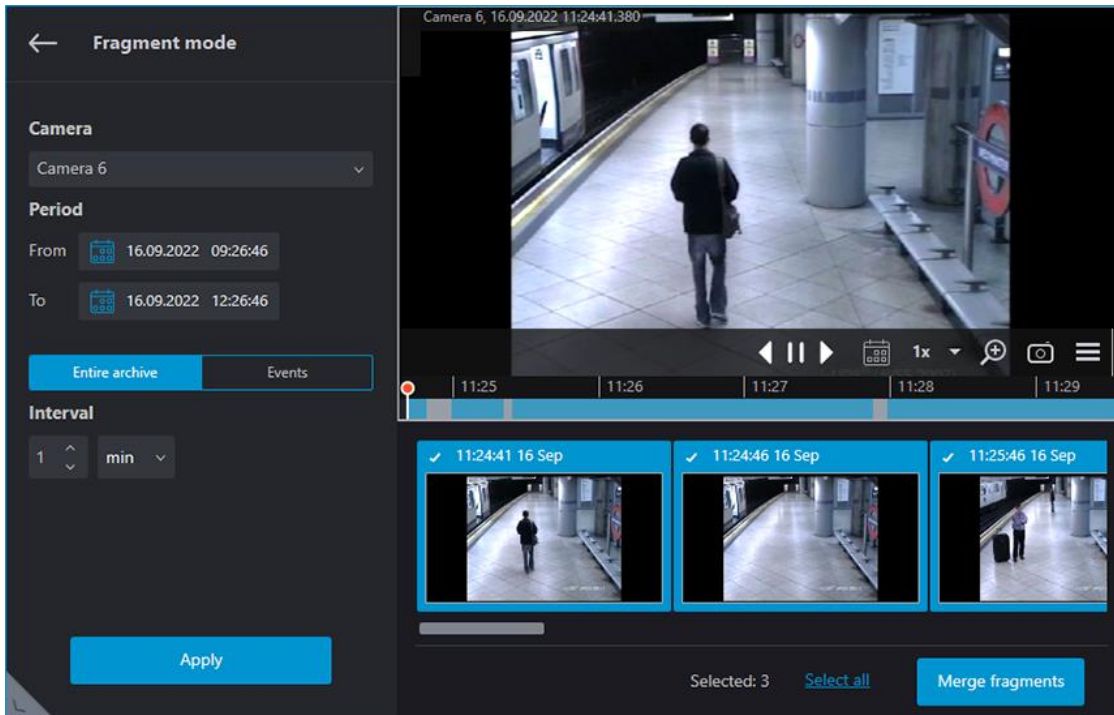 Fragment mode
Camera
Camera 6
Period
From 16.09.2022 09:26:46
To 16.09.2022 12:26:46
Entire archive Events
Interval
1 min
Apply
Camera 6, 16.09.2022 11:24:41.380
1x
11:25 11:26 11:27 11:28 11:29
11:24:41 16 Sep 11:24:46 16 Sep 11:25:46 16 Sep
Selected: 3 Select all Merge fragments